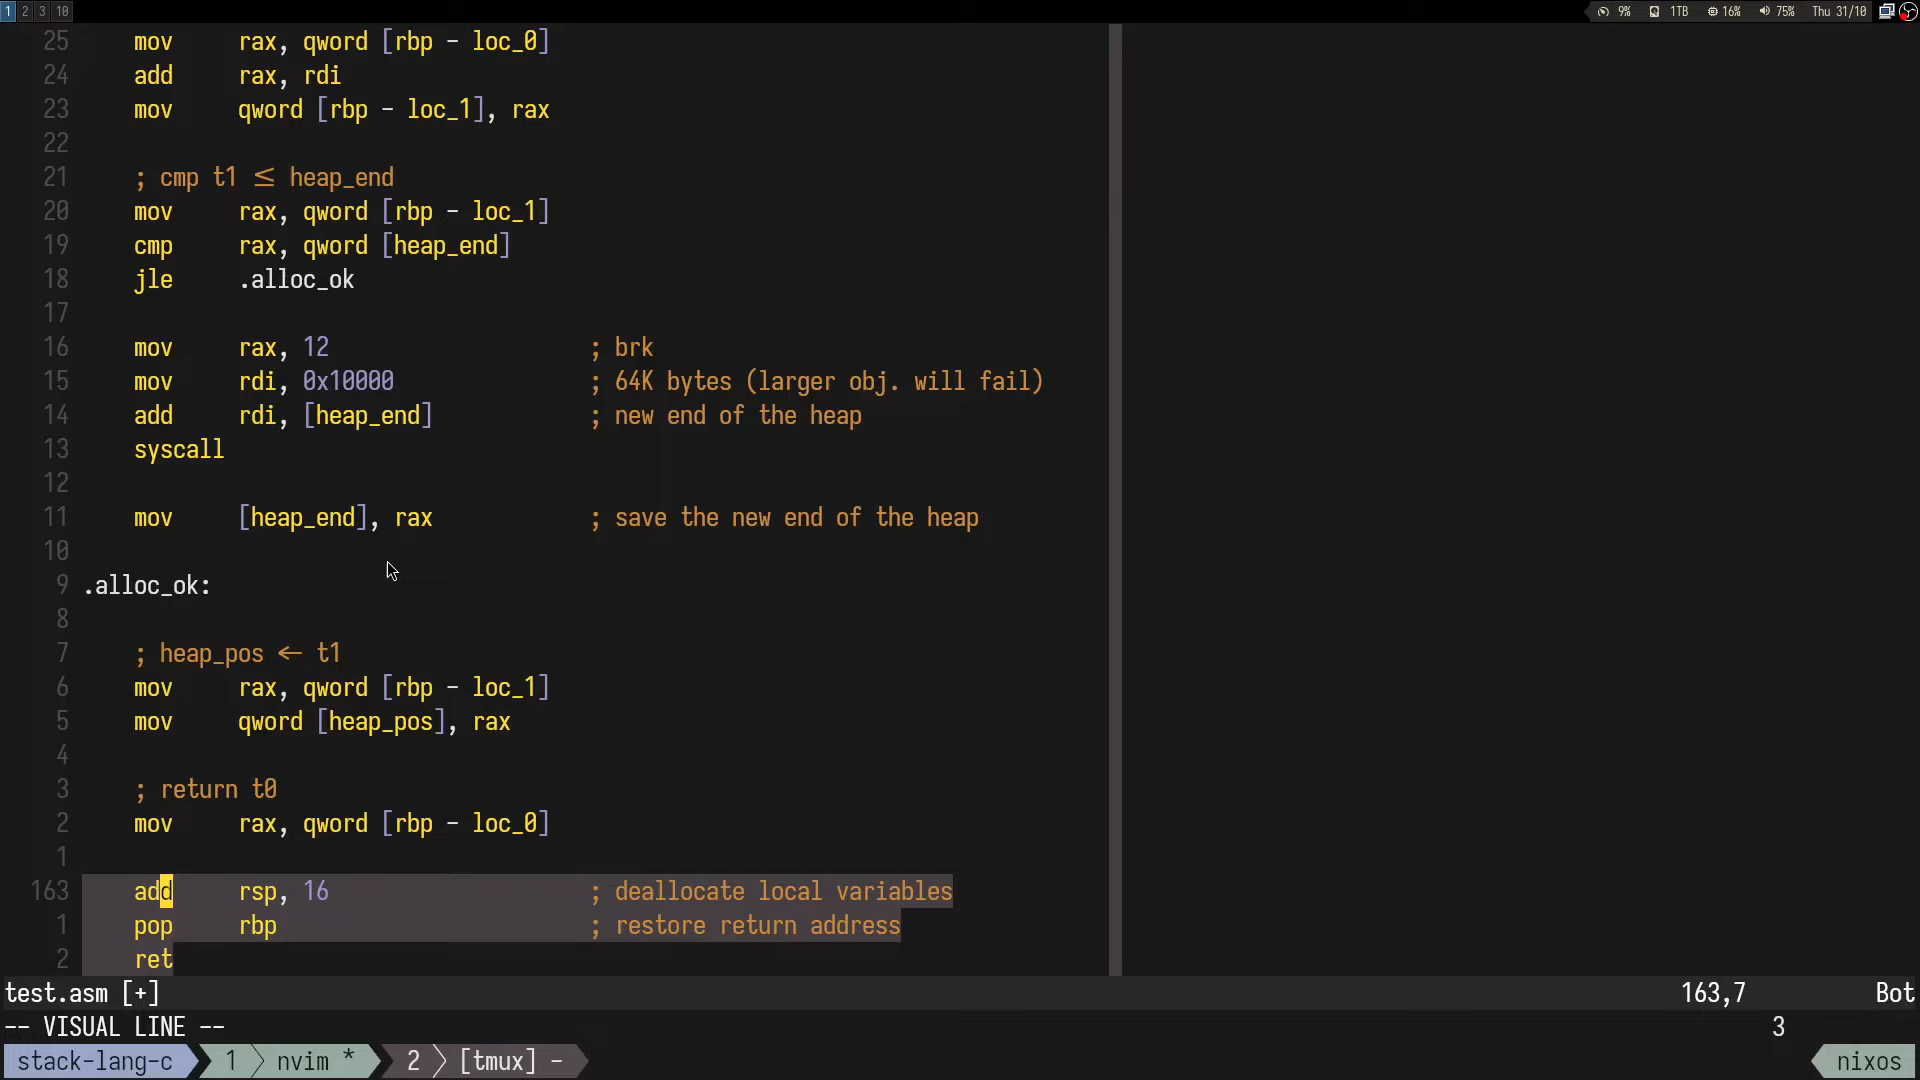 1 2 3 10 9% 1TB 16% 75% Thu 31/10
25 mov rax, qword [rbp - loc_0]
24 add rax, rdi
23 mov qword [rbp - loc_1], rax
22
21 ; cmp t1 ≤ heap_end
20 mov rax, qword [rbp - loc_1]
19 cmp rax, qword [heap_end]
18 jle .alloc_ok
17
16 mov rax, 12 ; brk
15 mov rdi, 0x10000 ; 64K bytes (larger obj. will fail)
14 add rdi, [heap_end] ; new end of the heap
13 syscall
12
11 mov [heap_end], rax ; save the new end of the heap
10
9 .alloc_ok:
8
7 ; heap_pos ← t1
6 mov rax, qword [rbp - loc_1]
5 mov qword [heap_pos], rax
4
3 ; return t0
2 mov rax, qword [rbp - loc_0]
1
163 add rsp, 16 ; deallocate local variables
1 pop rbp ; restore return address
2 ret
test.asm [+] 163,7 Bot
-- VISUAL LINE -- 3
stack-lang-c 1 nvim * 2 [tmux] - nixos